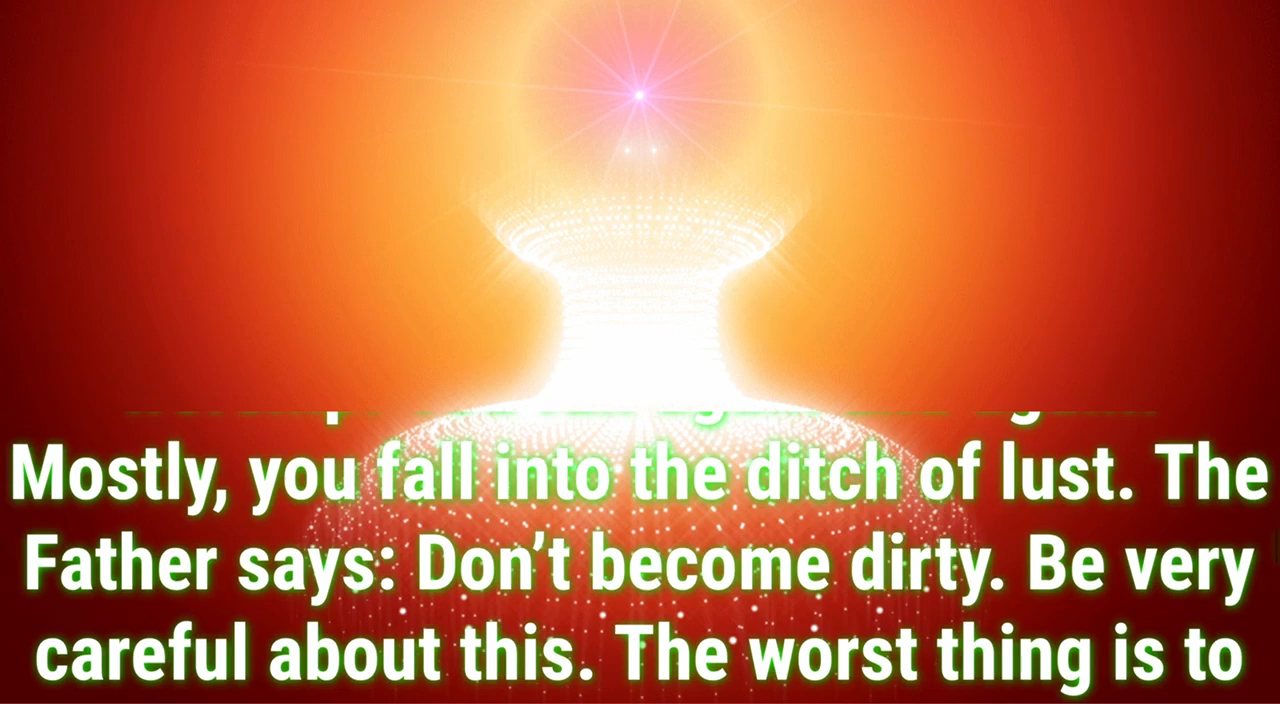 Mostly, you fall into the ditch of lust. The
Father says: Don’t become dirty. Be very
careful about this. The worst thing is to